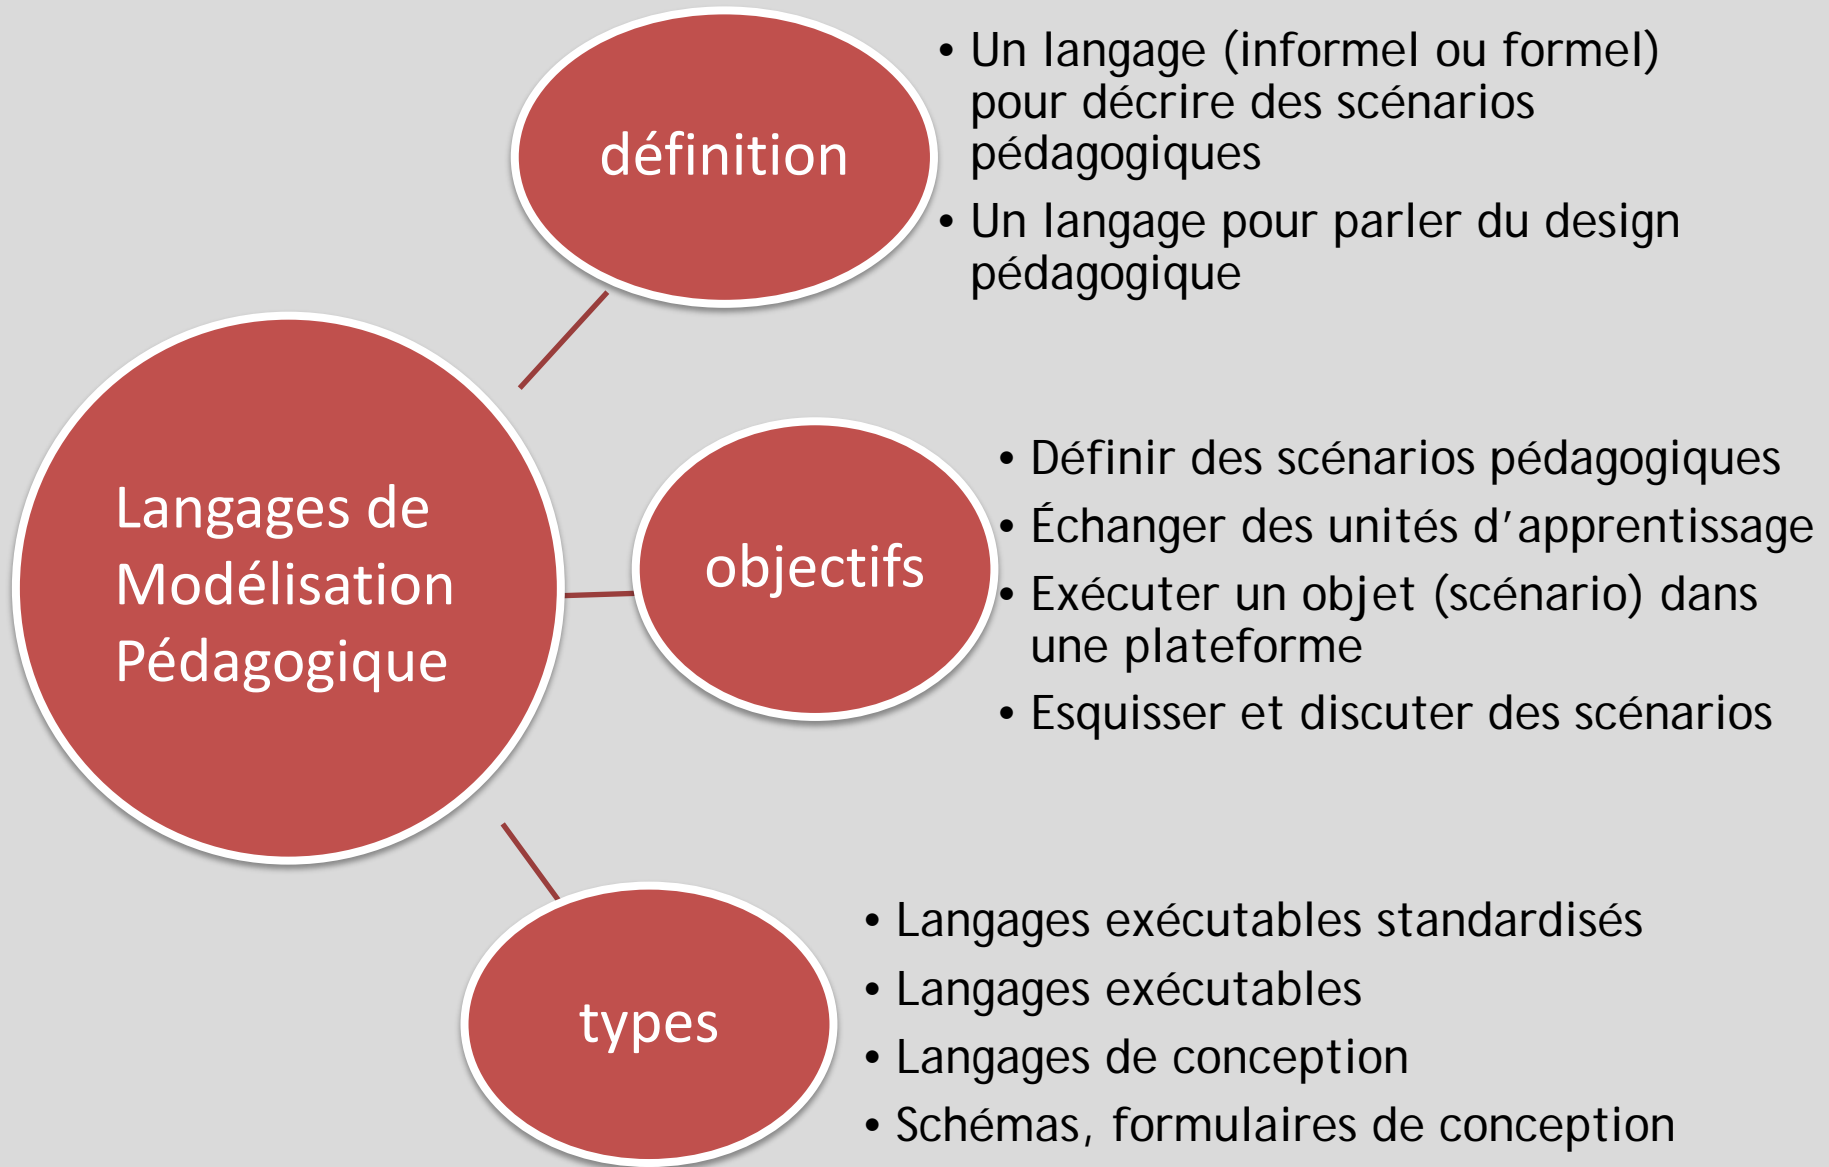 Langages de
Modélisation
Pédagogique
définition
• Un langage (informel ou formel)
pour décrire des scénarios
pédagogiques
• Un langage pour parler du design
pédagogique
objectifs
• Définir des scénarios pédagogiques
• Échanger des unités d’apprentissage
• Exécuter un objet (scénario) dans
une plateforme
• Esquisser et discuter des scénarios
types
• Langages exécutables standardisés
• Langages exécutables
• Langages de conception
• Schémas, formulaires de conception